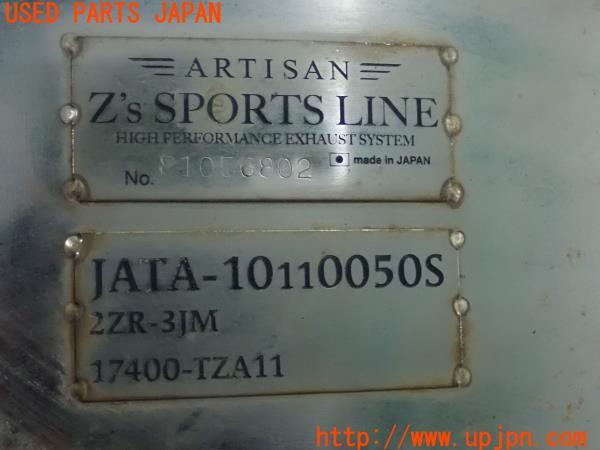 USED PARTS JAPAN
ARTISAN
Z's SPORTS LINE
HIGH PERFORMANCE EXHAUST SYSTEM
made in JAPAN
No.
JATA-10110050S
2ZR-3JM
17400-TZA11
http://www.upjpn.com/